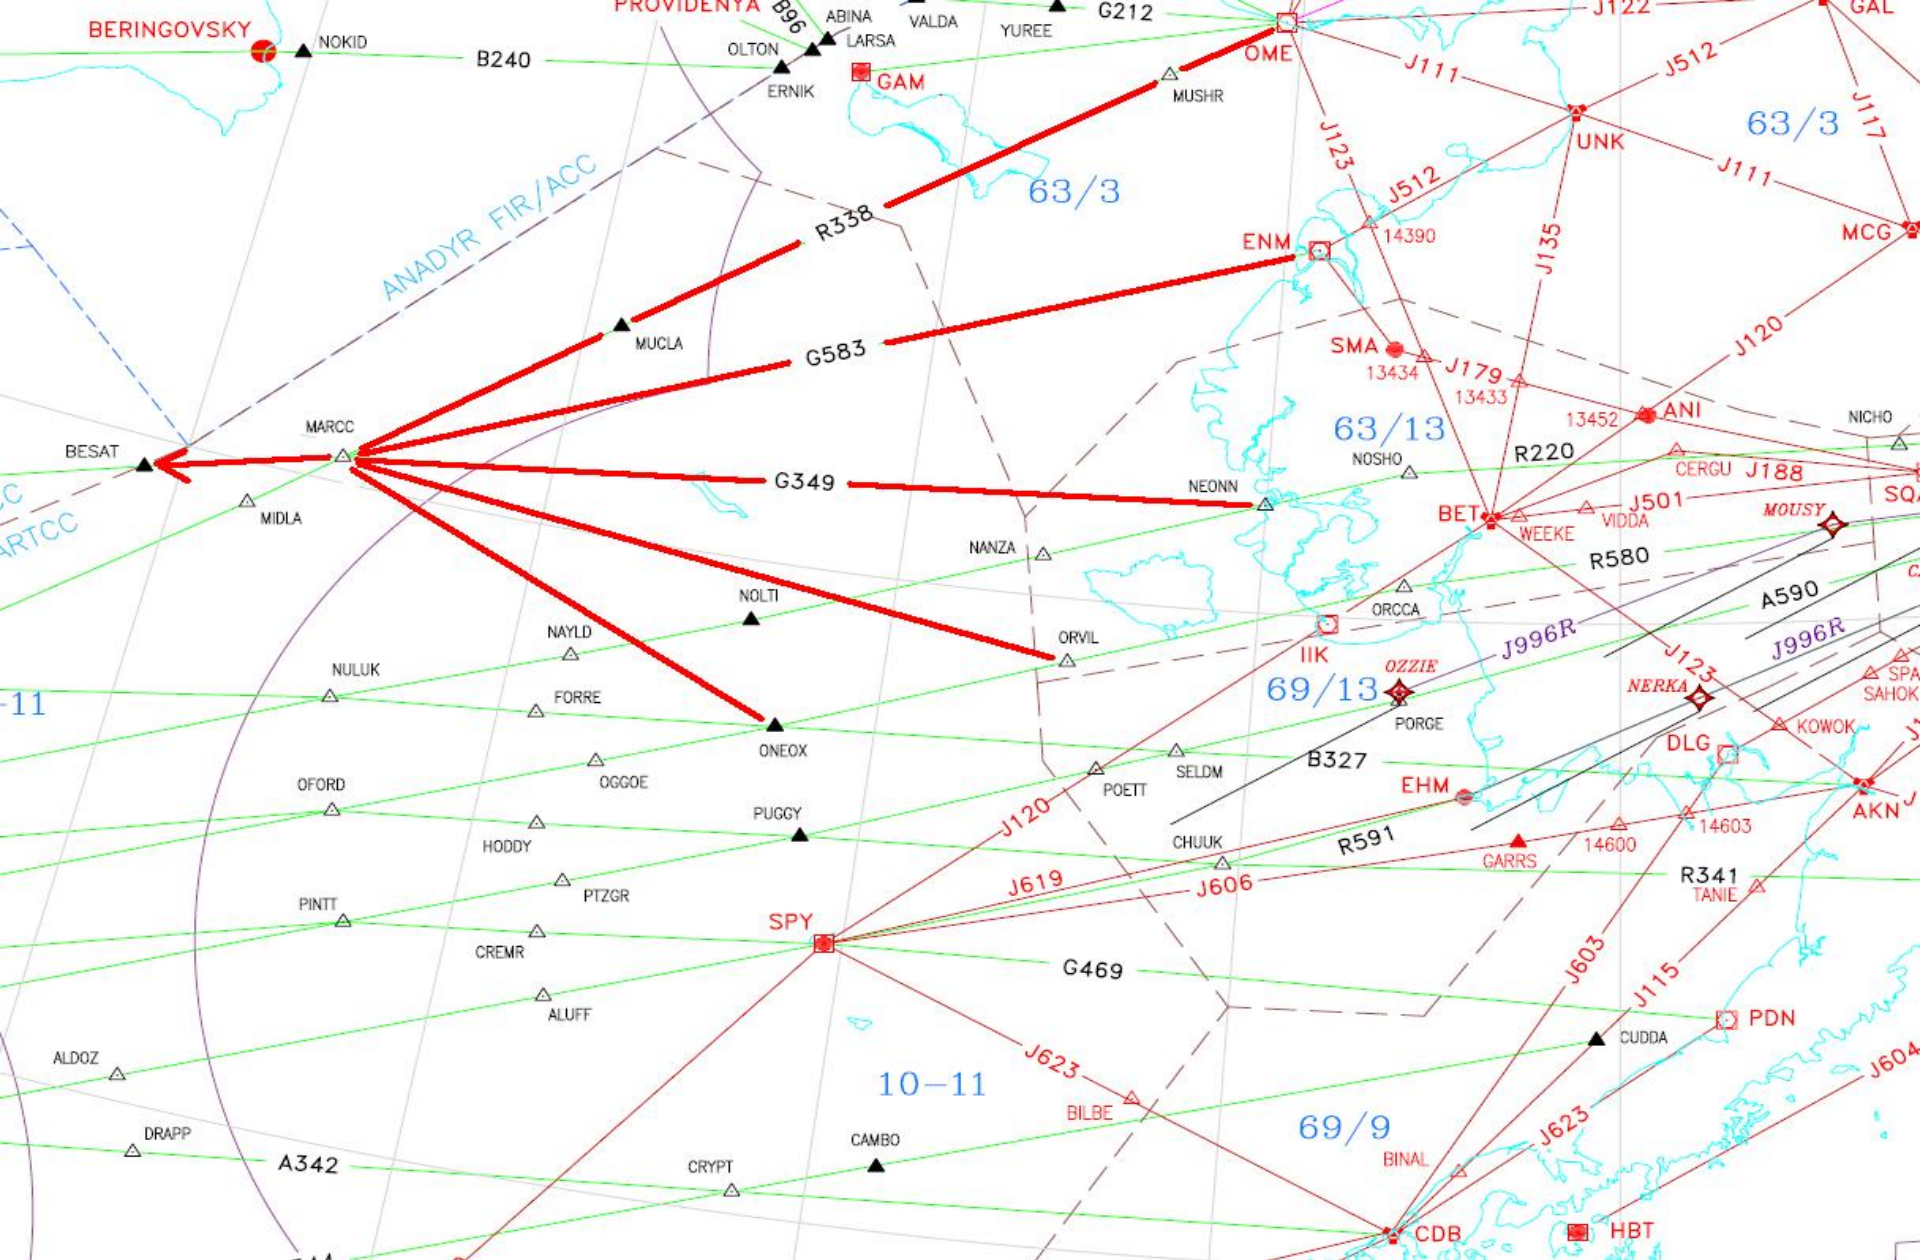 PROVIDENYA
B96
ABINA
VALDA
YUREE
G212
J122
GAL
BERINGOVSKY
NOKID
B240
OLTON
LARSA
ERNIK
GAM
OME
MUSHR
J111
J512
J117
63/3
UNK
J123
J111
ANADYR FIR/ACC
63/3
R338
J512
14390
J135
MCG
ENM
MUCLA
G583
SMA
13434
J179
13433
J120
13452
ANI
NICHO
MARCC
BESAT
63/13
NOSHO
R220
CERGU
J188
MIDLA
G349
NEONN
BET
WEEKE
VIDDA
J501
MOUSY
ARTCC
NANZA
R580
NOLTI
ORCCA
A590
NAYLD
ORVIL
IIK
J996R
J996R
J123
NULUK
OZZIE
NERKA
SPA
SAHOK
-11
FORRE
69/13
PORGE
KOWOK
ONEOX
DLG
SELDM
B327
OGGOE
POETT
EHM
AKN
OFORD
PUGGY
J120
14603
HODDY
CHUUK
R591
14600
GARRS
R341
TANIE
PTZGR
J619
J606
PINTT
SPY
CREMR
G469
J603
J115
ALUFF
PDN
CUDDA
ALDOZ
J623
10-11
J604
BILBE
69/9
J623
DRAPP
CAMBO
A342
CRYPT
BINAL
CDB
HBT